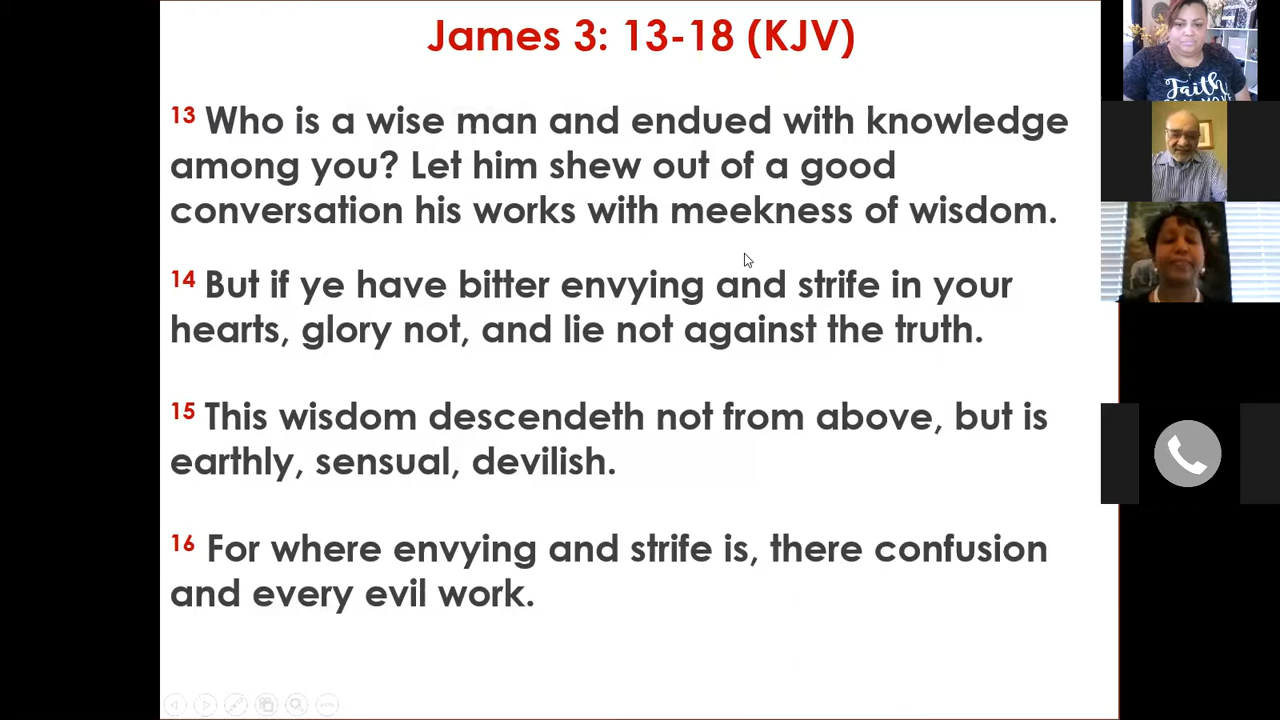 James 3: 13-18 (KJV)
13 Who is a wise man and endued with knowledge
among you? Let him shew out of a good
conversation his works with meekness of wisdom.
14 But if ye have bitter envying and strife in your
hearts, glory not, and lie not against the truth.
15 This wisdom descendeth not from above, but is
earthly, sensual, devilish.
16 For where envying and strife is, there confusion
and every evil work.
Faith